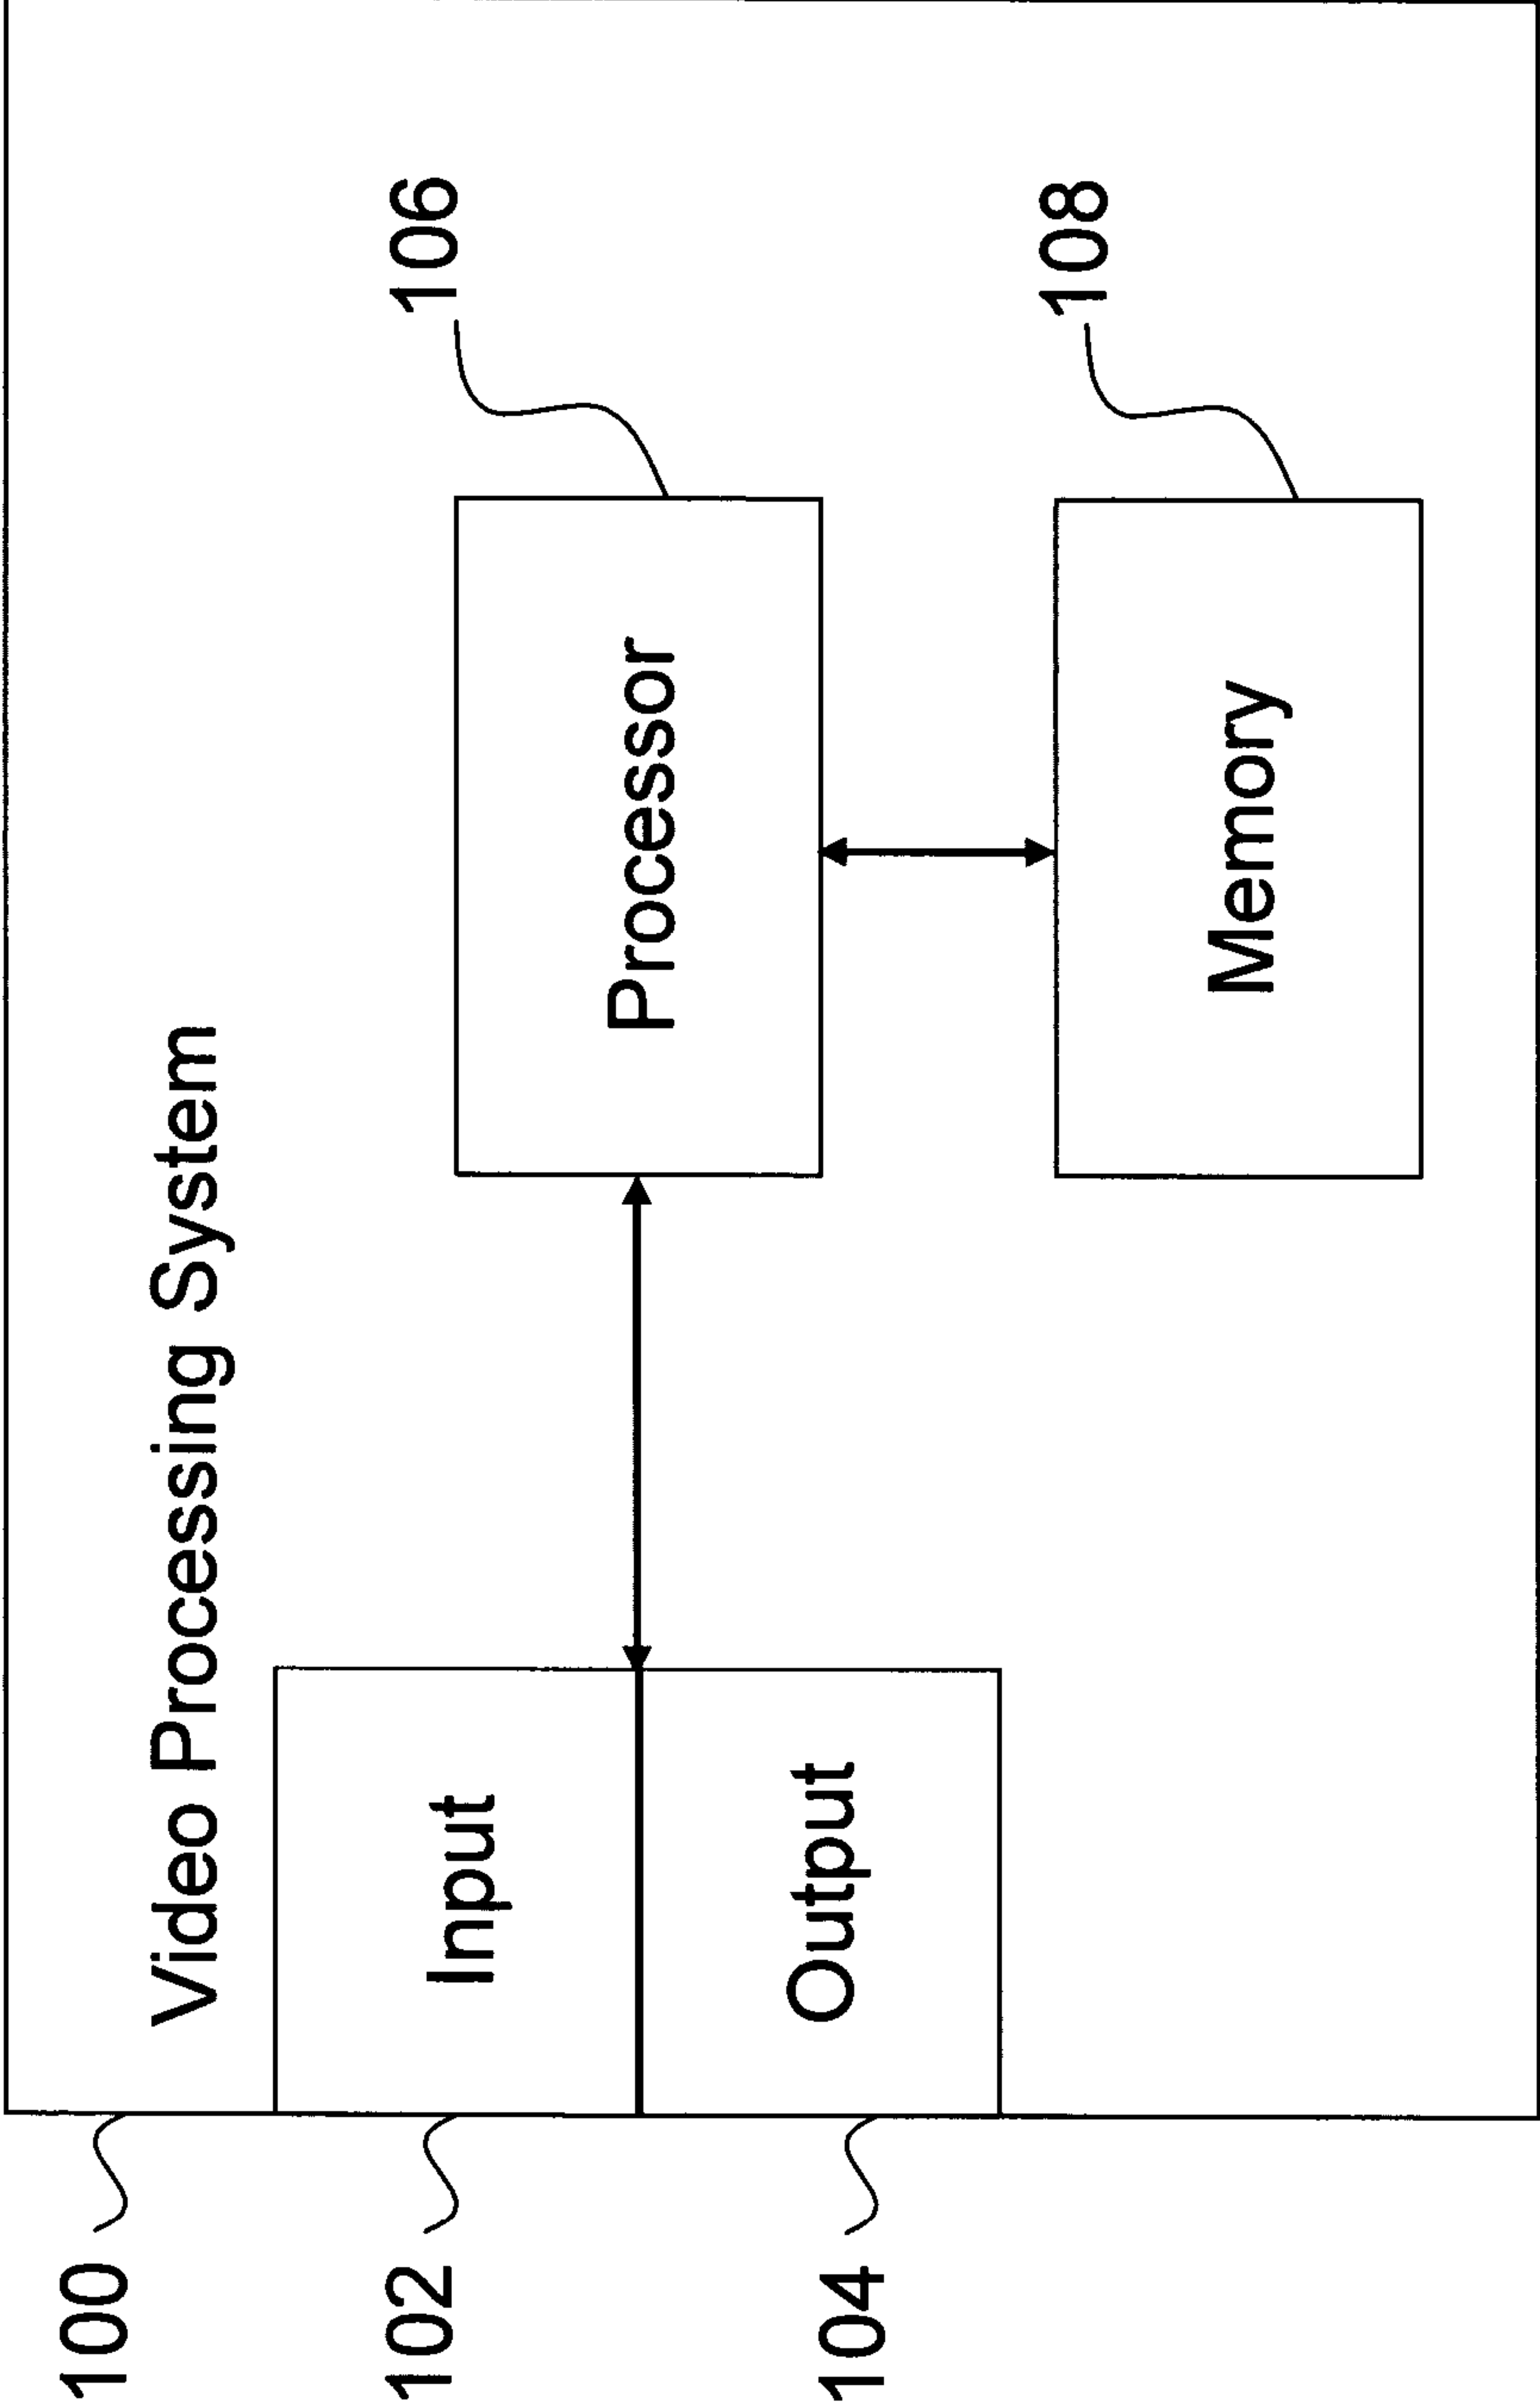 100
Video Processing System
102
Input
106
Processor
104
Output
108
Memory